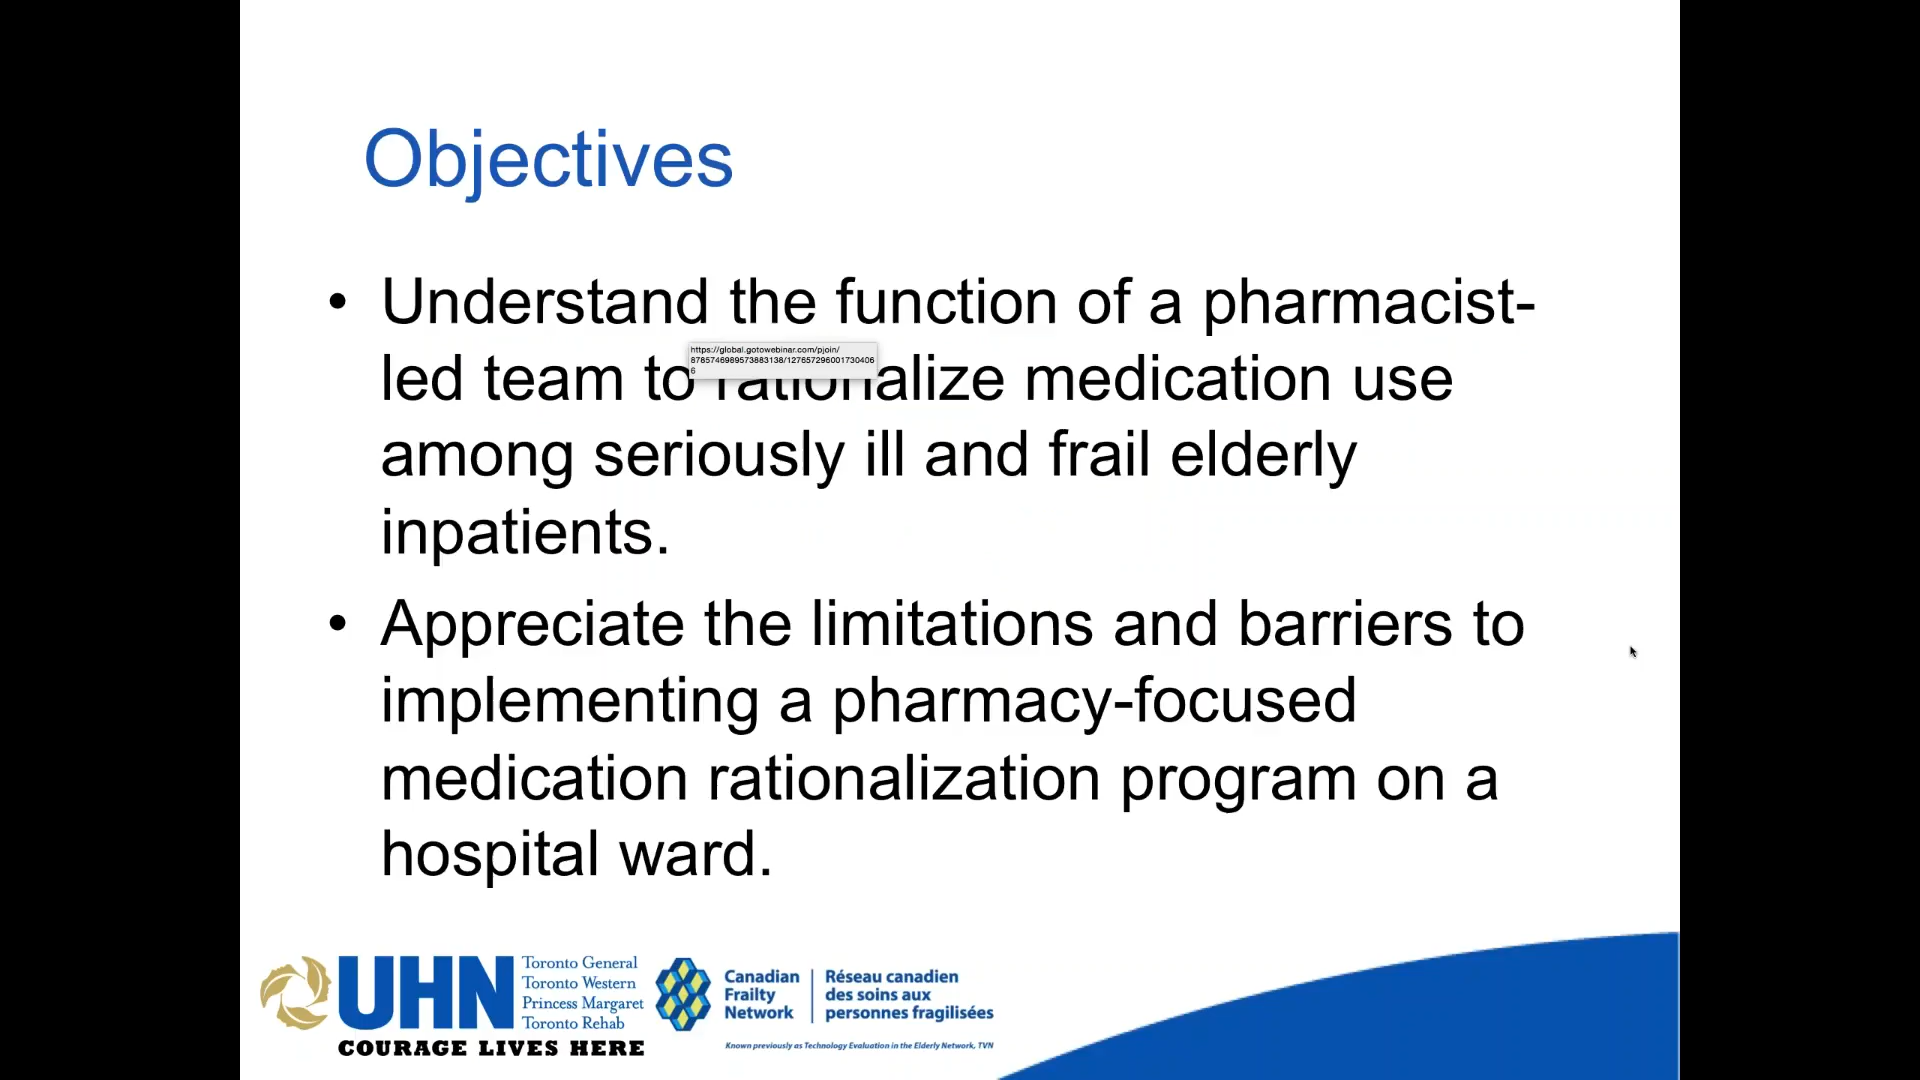 Objectives
• Understand the function of a pharmacist-
https://global.gotowebinar.com/pjoin/
8785746989573883138/127657296001730406
6
led team to rationalize medication use
among seriously ill and frail elderly
inpatients.
• Appreciate the limitations and barriers to
implementing a pharmacy-focused
medication rationalization program on a
hospital ward.
UHN
Toronto General
Toronto Western
Princess Margaret
Toronto Rehab
COURAGE LIVES HERE
Canadian
Frailty
Network
Réseau canadien
des soins aux
personnes fragilisées
Known previously as Technology Evaluation in the Elderly Network, TVN